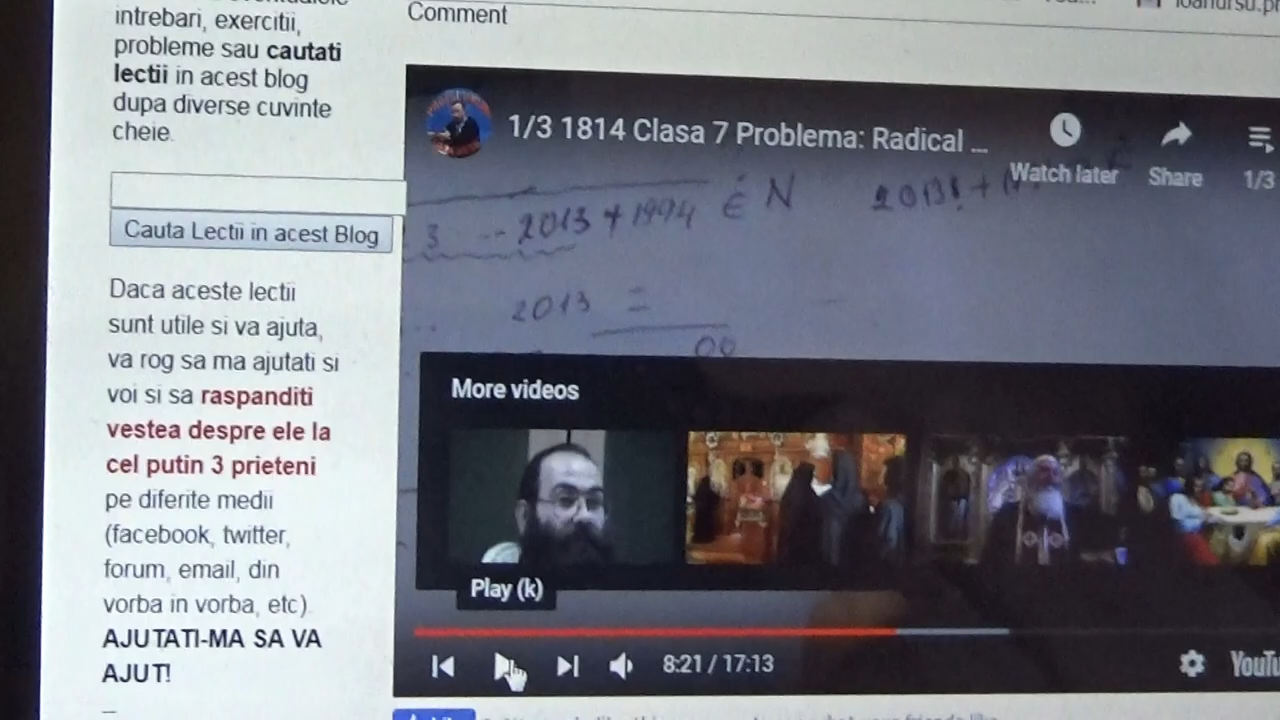 intrebari, exercitii,
probleme sau cautati
lectii in acest blog
dupa diverse cuvinte
cheie.
Cauta Lectii in acest Blog
Daca aceste lectii
sunt utile si va ajuta,
va rog sa ma ajutati si
voi si sa raspanditi
vestea despre ele la
cel putin 3 prieteni
pe diferite medii
(facebook, twitter,
forum, email, din
vorba in vorba, etc).
AJUTATI-MA SA VA
AJUT!
Comment
1/3 1814 Clasa 7 Problema: Radical ...
Watch later
Share
1/3
3 -- 2013 + 1994 ∈ N 2013! +
2013 =
00
More videos
Play (k)
8:21 / 17:13